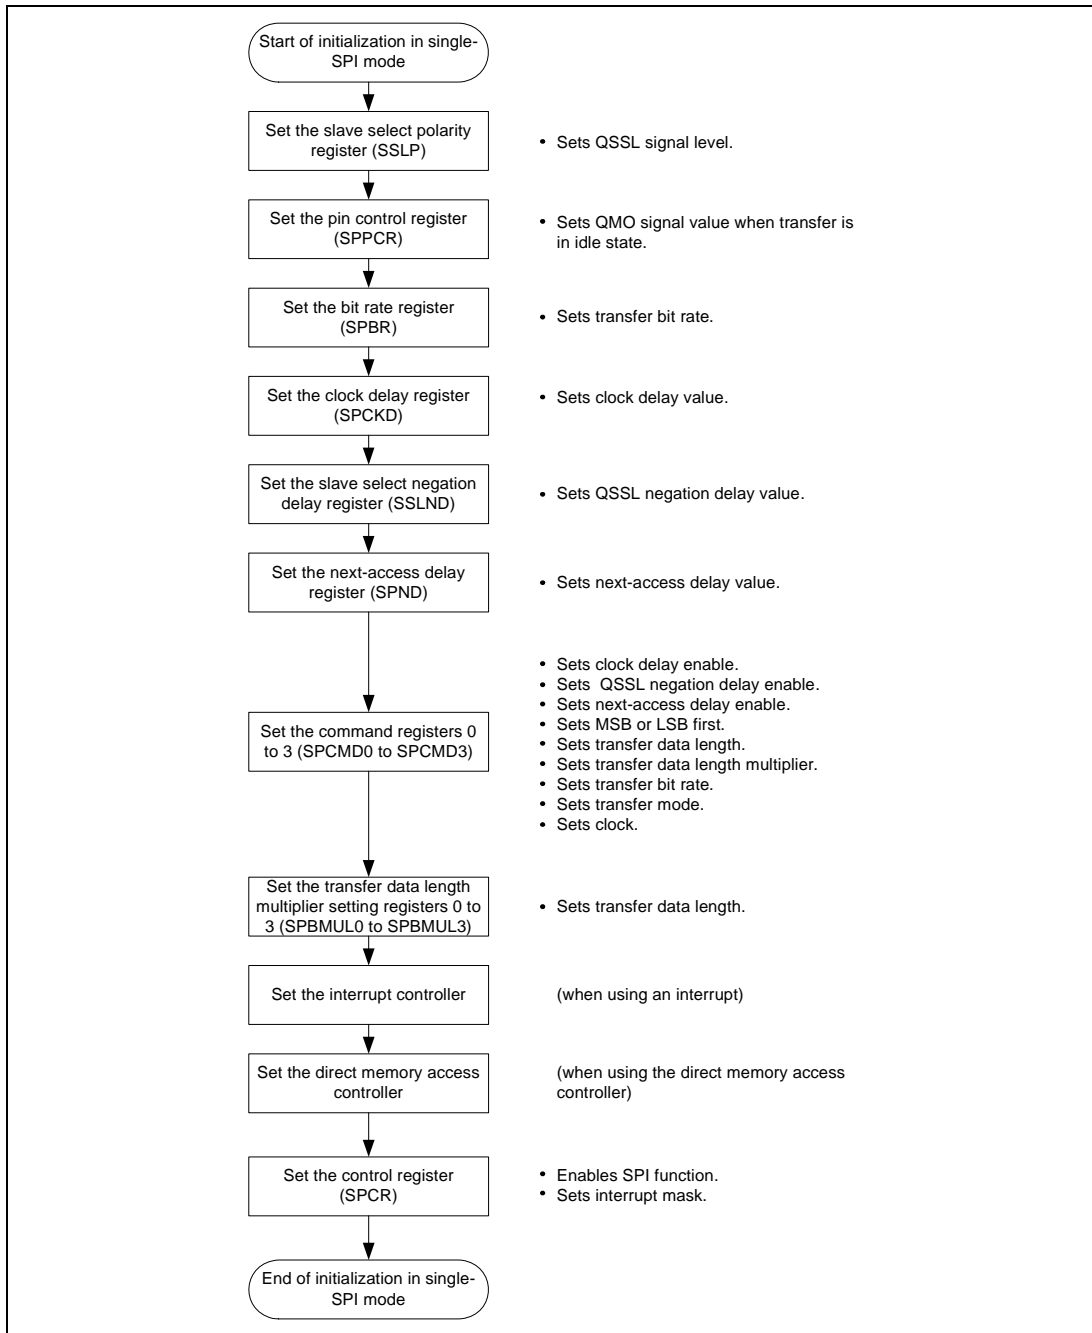 Start of initialization in single-
SPI mode
Set the slave select polarity
register (SSLP)
• Sets QSSL signal level.
Set the pin control register
(SPPCR)
• Sets QMO signal value when transfer is
in idle state.
Set the bit rate register
(SPBR)
• Sets transfer bit rate.
Set the clock delay register
(SPCKD)
• Sets clock delay value.
Set the slave select negation
delay register (SSLND)
• Sets QSSL negation delay value.
Set the next-access delay
register (SPND)
• Sets next-access delay value.
Set the command registers 0
to 3 (SPCMD0 to SPCMD3)
• Sets clock delay enable.
• Sets QSSL negation delay enable.
• Sets next-access delay enable.
• Sets MSB or LSB first.
• Sets transfer data length.
• Sets transfer data length multiplier.
• Sets transfer bit rate.
• Sets transfer mode.
• Sets clock.
Set the transfer data length
multiplier setting registers 0 to
3 (SPBMUL0 to SPBMUL3)
• Sets transfer data length.
Set the interrupt controller
(when using an interrupt)
Set the direct memory access
controller
(when using the direct memory access
controller)
Set the control register
(SPCR)
• Enables SPI function.
• Sets interrupt mask.
End of initialization in single-
SPI mode